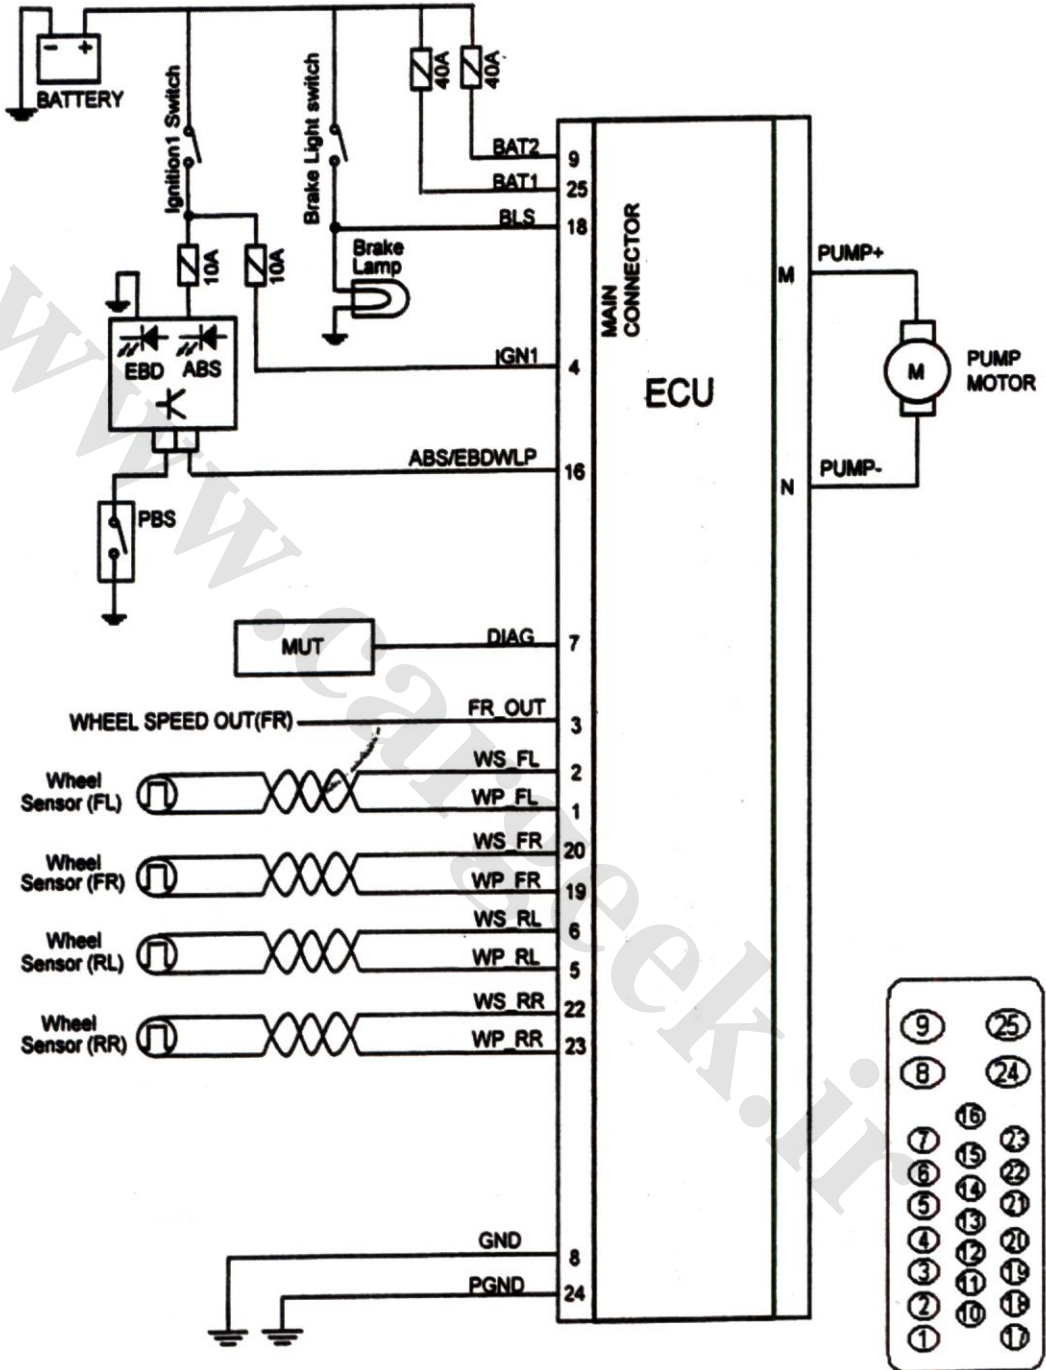 - +
BATTERY
Ignition1 Switch
Brake Light switch
40A
40A
10A
10A
Brake
Lamp
EBD ABS
PBS
BAT2
9
BAT1
25
BLS
18
IGN1
4
ABS/EBDWLP
16
MUT
DIAG
7
WHEEL SPEED OUT(FR)
FR_OUT
3
Wheel
Sensor (FL)
WS_FL
2
WP_FL
1
Wheel
Sensor (FR)
WS_FR
20
WP_FR
19
Wheel
Sensor (RL)
WS_RL
6
WP_RL
5
Wheel
Sensor (RR)
WS_RR
22
WP_RR
23
GND
8
PGND
24
MAIN
CONNECTOR
ECU
M
PUMP+
M
PUMP
MOTOR
N
PUMP-
9 25
8 24
16
7 23
15
6 22
14
5 21
13
4 20
12
3 19
11
2 18
10
1 17
www.cargeek.ir